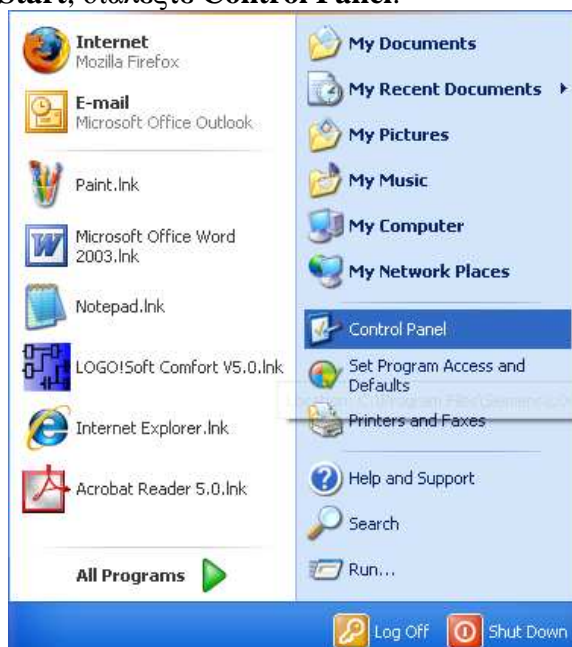 Start, διαλέξτε Control Panel.
Internet
Mozilla Firefox
E-mail
Microsoft Office Outlook
Paint.lnk
Microsoft Office Word
2003.lnk
Notepad.lnk
LOGO!Soft Comfort V5.0.lnk
Internet Explorer.lnk
Acrobat Reader 5.0.lnk
All Programs
My Documents
My Recent Documents
My Pictures
My Music
My Computer
My Network Places
Control Panel
Set Program Access and
Defaults
Printers and Faxes
Help and Support
Search
Run...
Log Off
Shut Down